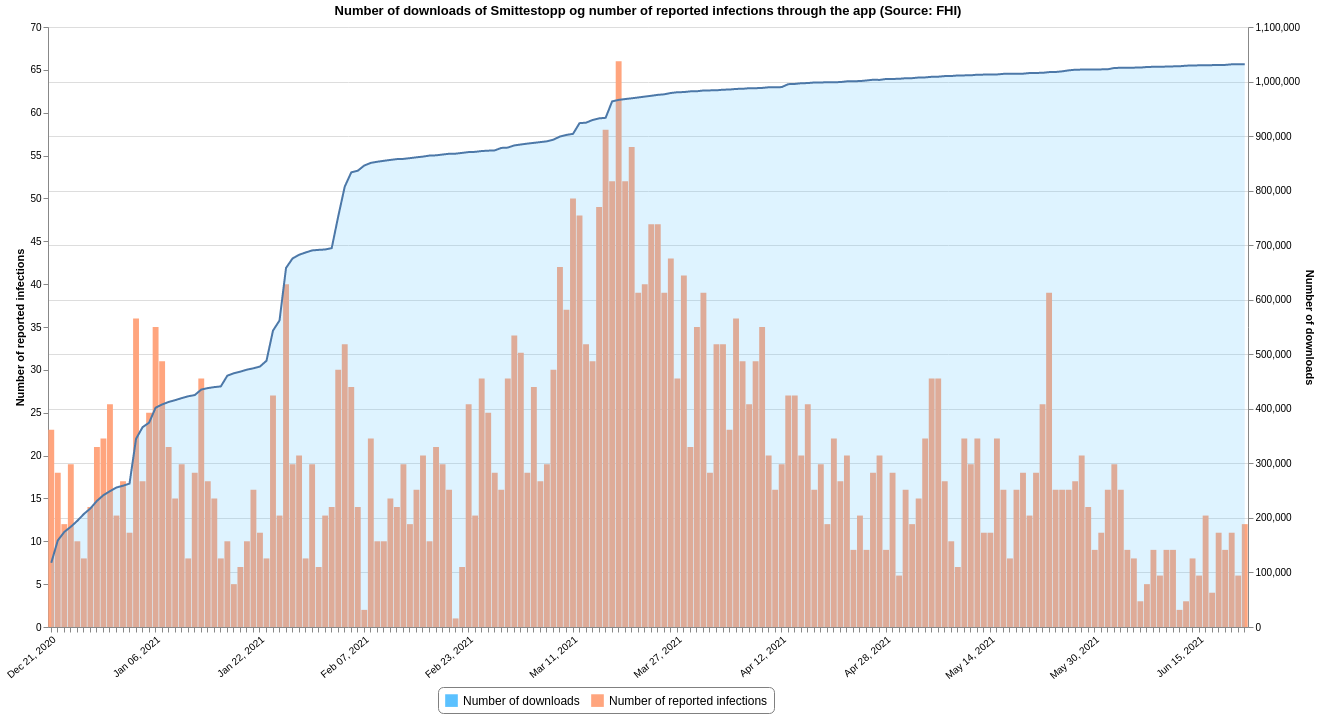 Number of downloads of Smittestopp og number of reported infections through the app (Source: FHI)
70
65
60
55
50
45
40
35
30
25
20
15
10
5
0
Number of reported infections
1,100,000
1,000,000
900,000
800,000
700,000
600,000
500,000
400,000
300,000
200,000
100,000
0
Number of downloads
Dec 21, 2020
Jan 06, 2021
Jan 22, 2021
Feb 07, 2021
Feb 23, 2021
Mar 11, 2021
Mar 27, 2021
Apr 12, 2021
Apr 28, 2021
May 14, 2021
May 30, 2021
Jun 15, 2021
Number of downloads
Number of reported infections